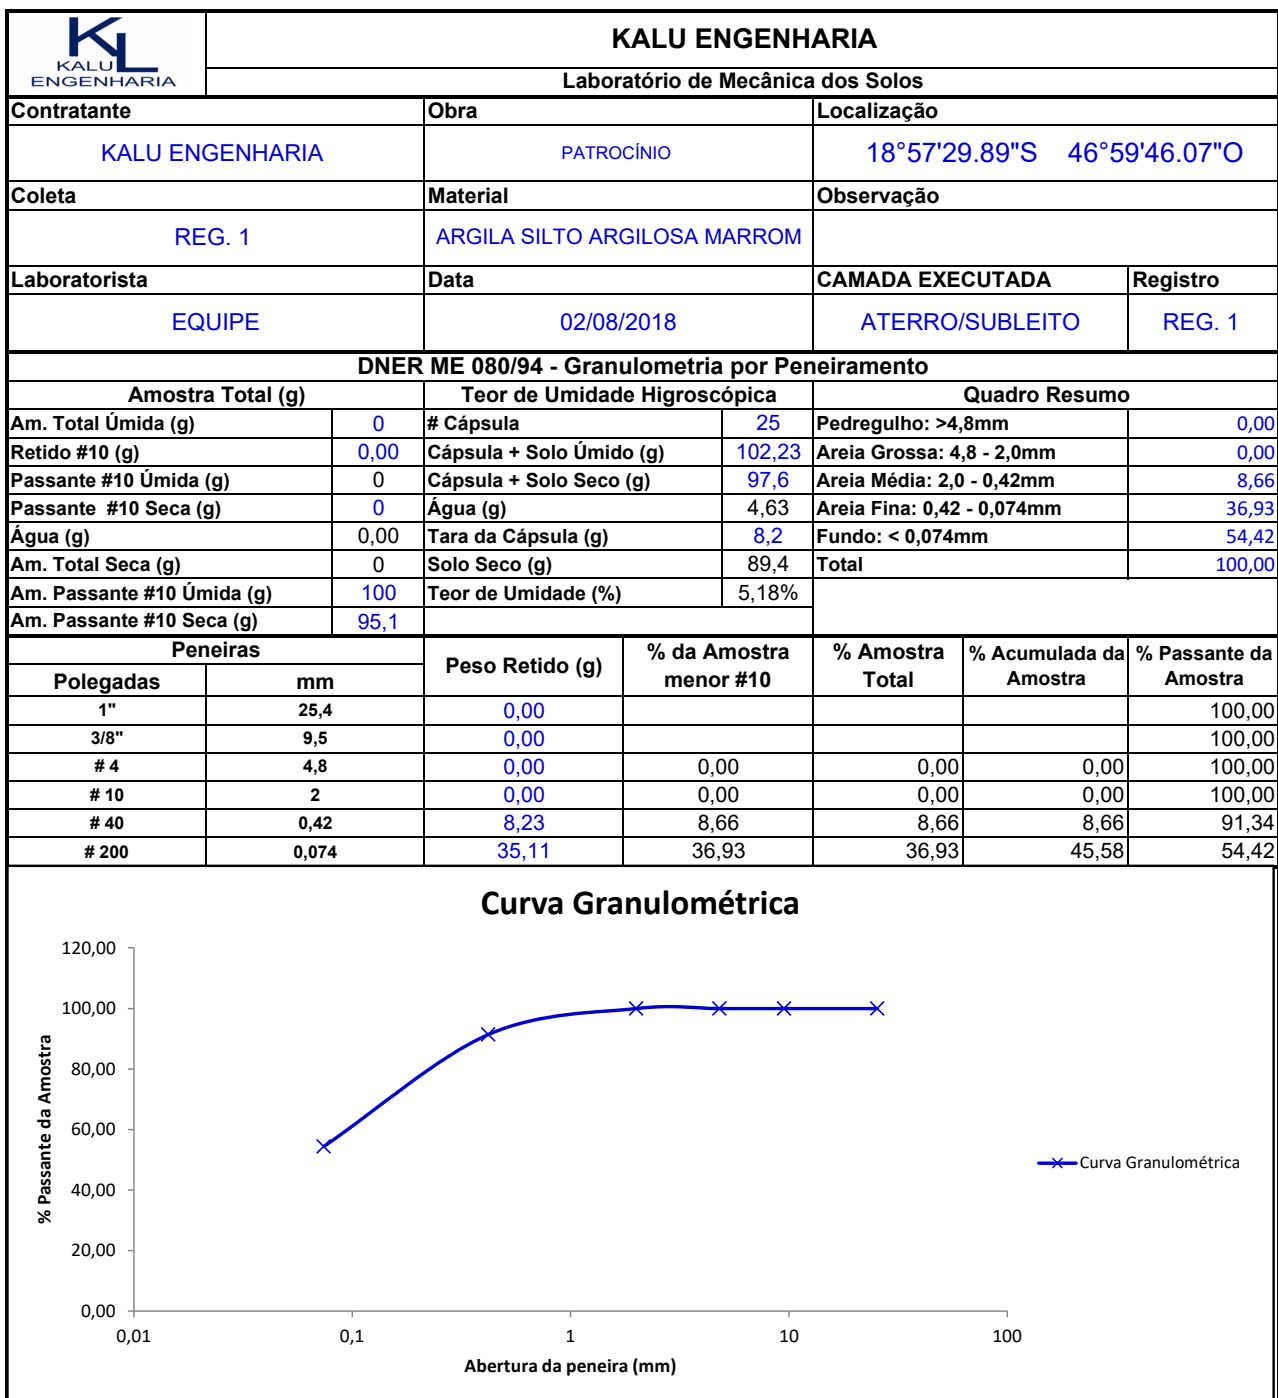 KL
KALU
ENGENHARIA
KALU ENGENHARIA
Laboratório de Mecânica dos Solos
Contratante Obra Localização
KALU ENGENHARIA PATROCÍNIO 18°57'29.89"S 46°59'46.07"O
Coleta Material Observação
REG. 1 ARGILA SILTO ARGILOSA MARROM
Laboratorista Data CAMADA EXECUTADA Registro
EQUIPE 02/08/2018 ATERRO/SUBLEITO REG. 1
DNER ME 080/94 - Granulometria por Peneiramento
Amostra Total (g) Teor de Umidade Higroscópica Quadro Resumo
Am. Total Úmida (g) 0 # Cápsula 25 Pedregulho: >4,8mm 0,00
Retido #10 (g) 0,00 Cápsula + Solo Úmido (g) 102,23 Areia Grossa: 4,8 - 2,0mm 0,00
Passante #10 Úmida (g) 0 Cápsula + Solo Seco (g) 97,6 Areia Média: 2,0 - 0,42mm 8,66
Passante #10 Seca (g) 0 Água (g) 4,63 Areia Fina: 0,42 - 0,074mm 36,93
Água (g) 0,00 Tara da Cápsula (g) 8,2 Fundo: < 0,074mm 54,42
Am. Total Seca (g) 0 Solo Seco (g) 89,4 Total 100,00
Am. Passante #10 Úmida (g) 100 Teor de Umidade (%) 5,18%
Am. Passante #10 Seca (g) 95,1
Peneiras Peso Retido (g) % da Amostra menor #10 % Amostra Total % Acumulada da Amostra % Passante da Amostra
Polegadas mm
1" 25,4 0,00 100,00
3/8" 9,5 0,00 100,00
# 4 4,8 0,00 0,00 0,00 0,00 100,00
# 10 2 0,00 0,00 0,00 0,00 100,00
# 40 0,42 8,23 8,66 8,66 8,66 91,34
# 200 0,074 35,11 36,93 36,93 45,58 54,42
Curva Granulométrica
120,00
100,00
80,00
60,00
40,00
20,00
0,00
% Passante da Amostra
0,01 0,1 1 10 100
Abertura da peneira (mm)
Curva Granulométrica